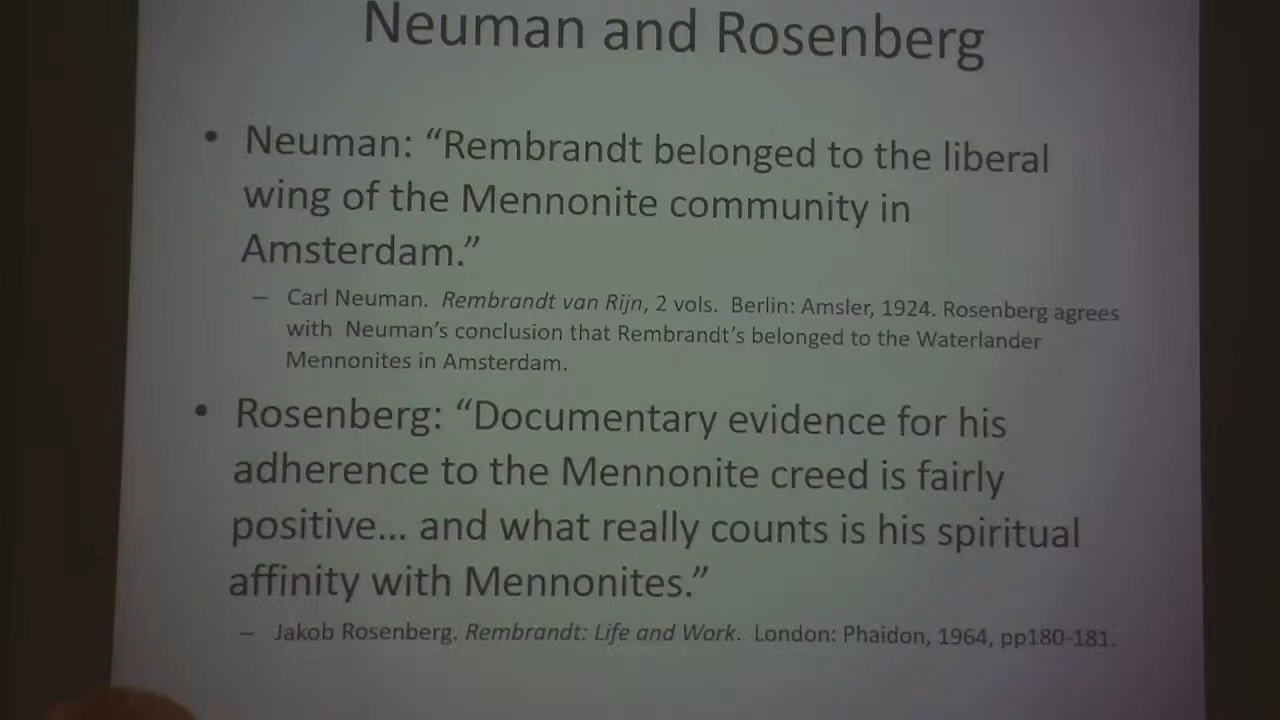 Neuman and Rosenberg
• Neuman: “Rembrandt belonged to the liberal
wing of the Mennonite community in
Amsterdam.”
– Carl Neuman. Rembrandt van Rijn, 2 vols. Berlin: Amsler, 1924. Rosenberg agrees
with Neuman’s conclusion that Rembrandt’s belonged to the Waterlander
Mennonites in Amsterdam.
• Rosenberg: “Documentary evidence for his
adherence to the Mennonite creed is fairly
positive... and what really counts is his spiritual
affinity with Mennonites.”
– Jakob Rosenberg. Rembrandt: Life and Work. London: Phaidon, 1964, pp180-181.